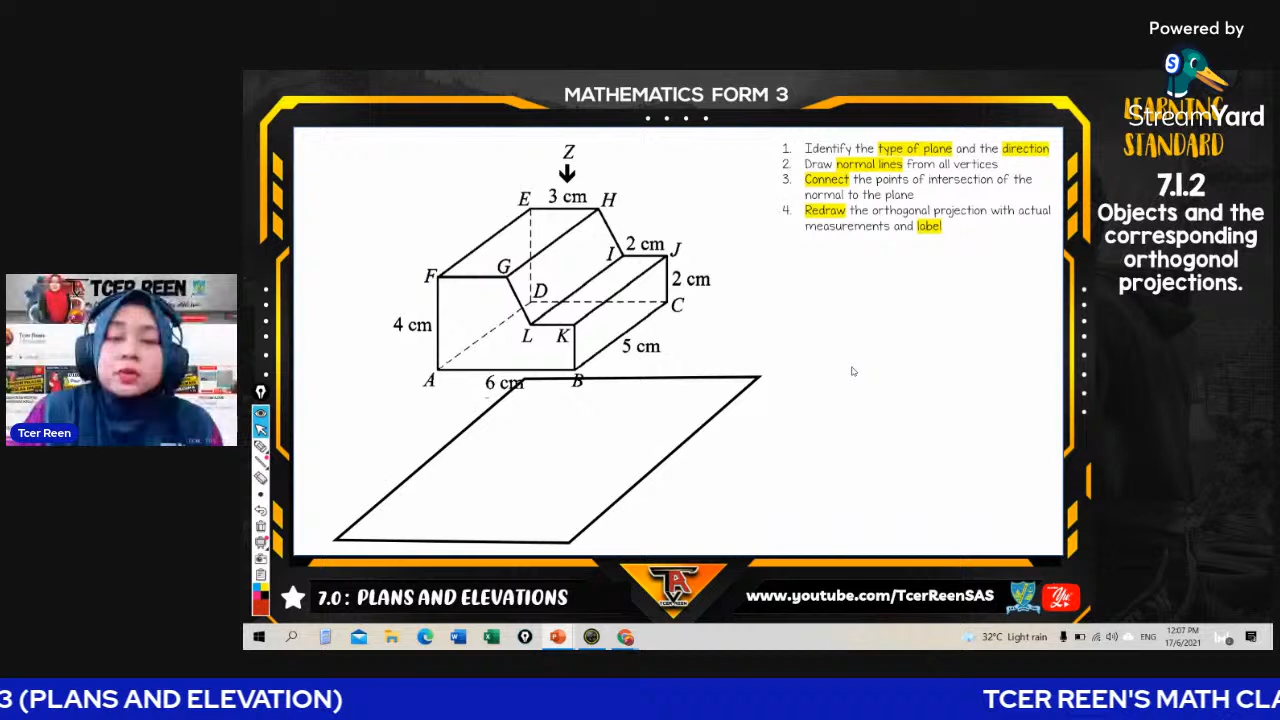 Powered by
MATHEMATICS FORM 3
LEARNING
StreamYard
STANDARD
7.1.2
Objects and the
corresponding
orthogonol
projections.
Z
E
3 cm
H
1. Identify the type of plane and the direction
2. Draw normal lines from all vertices
3. Connect the points of intersection of the
normal to the plane
4. Redraw the orthogonal projection with actual
measurements and label
I
2 cm
J
F
G
D
2 cm
C
4 cm
L
K
5 cm
A
6 cm
B
TCER REEN
Tcer Reen
Tcer Reen
7.0: PLANS AND ELEVATIONS
TCER REEN
www.youtube.com/TcerReenSAS
32°C Light rain
ENG
12:07 PM
17/6/2021
3 (PLANS AND ELEVATION)
TCER REEN'S MATH CLA